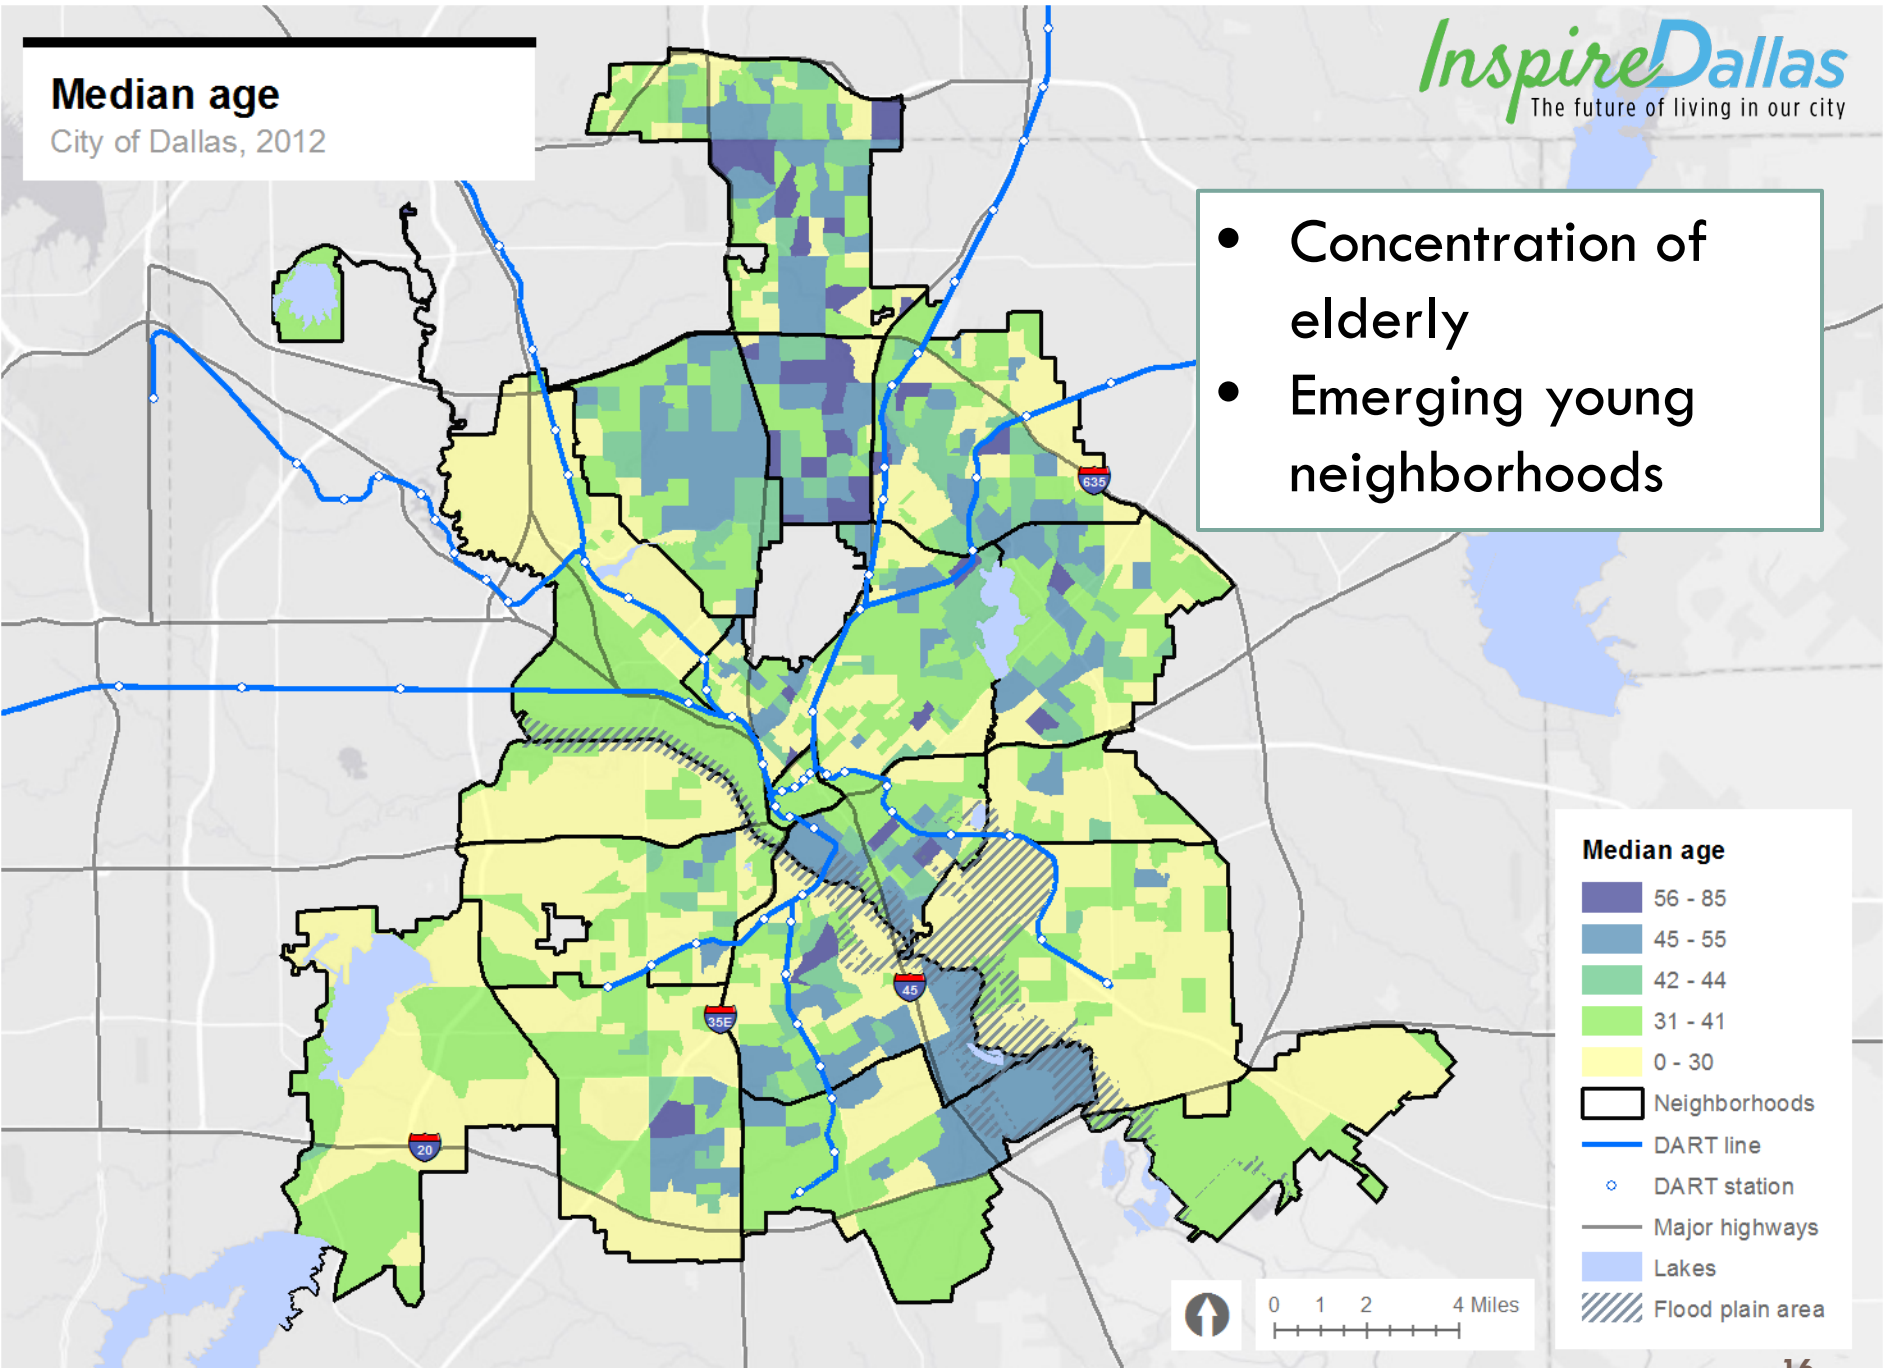 Median age
City of Dallas, 2012
InspireDallas
The future of living in our city
• Concentration of
elderly
• Emerging young
neighborhoods
635
45
35E
20
Median age
56 - 85
45 - 55
42 - 44
31 - 41
0 - 30
Neighborhoods
DART line
DART station
Major highways
Lakes
Flood plain area
0 1 2 4 Miles
16